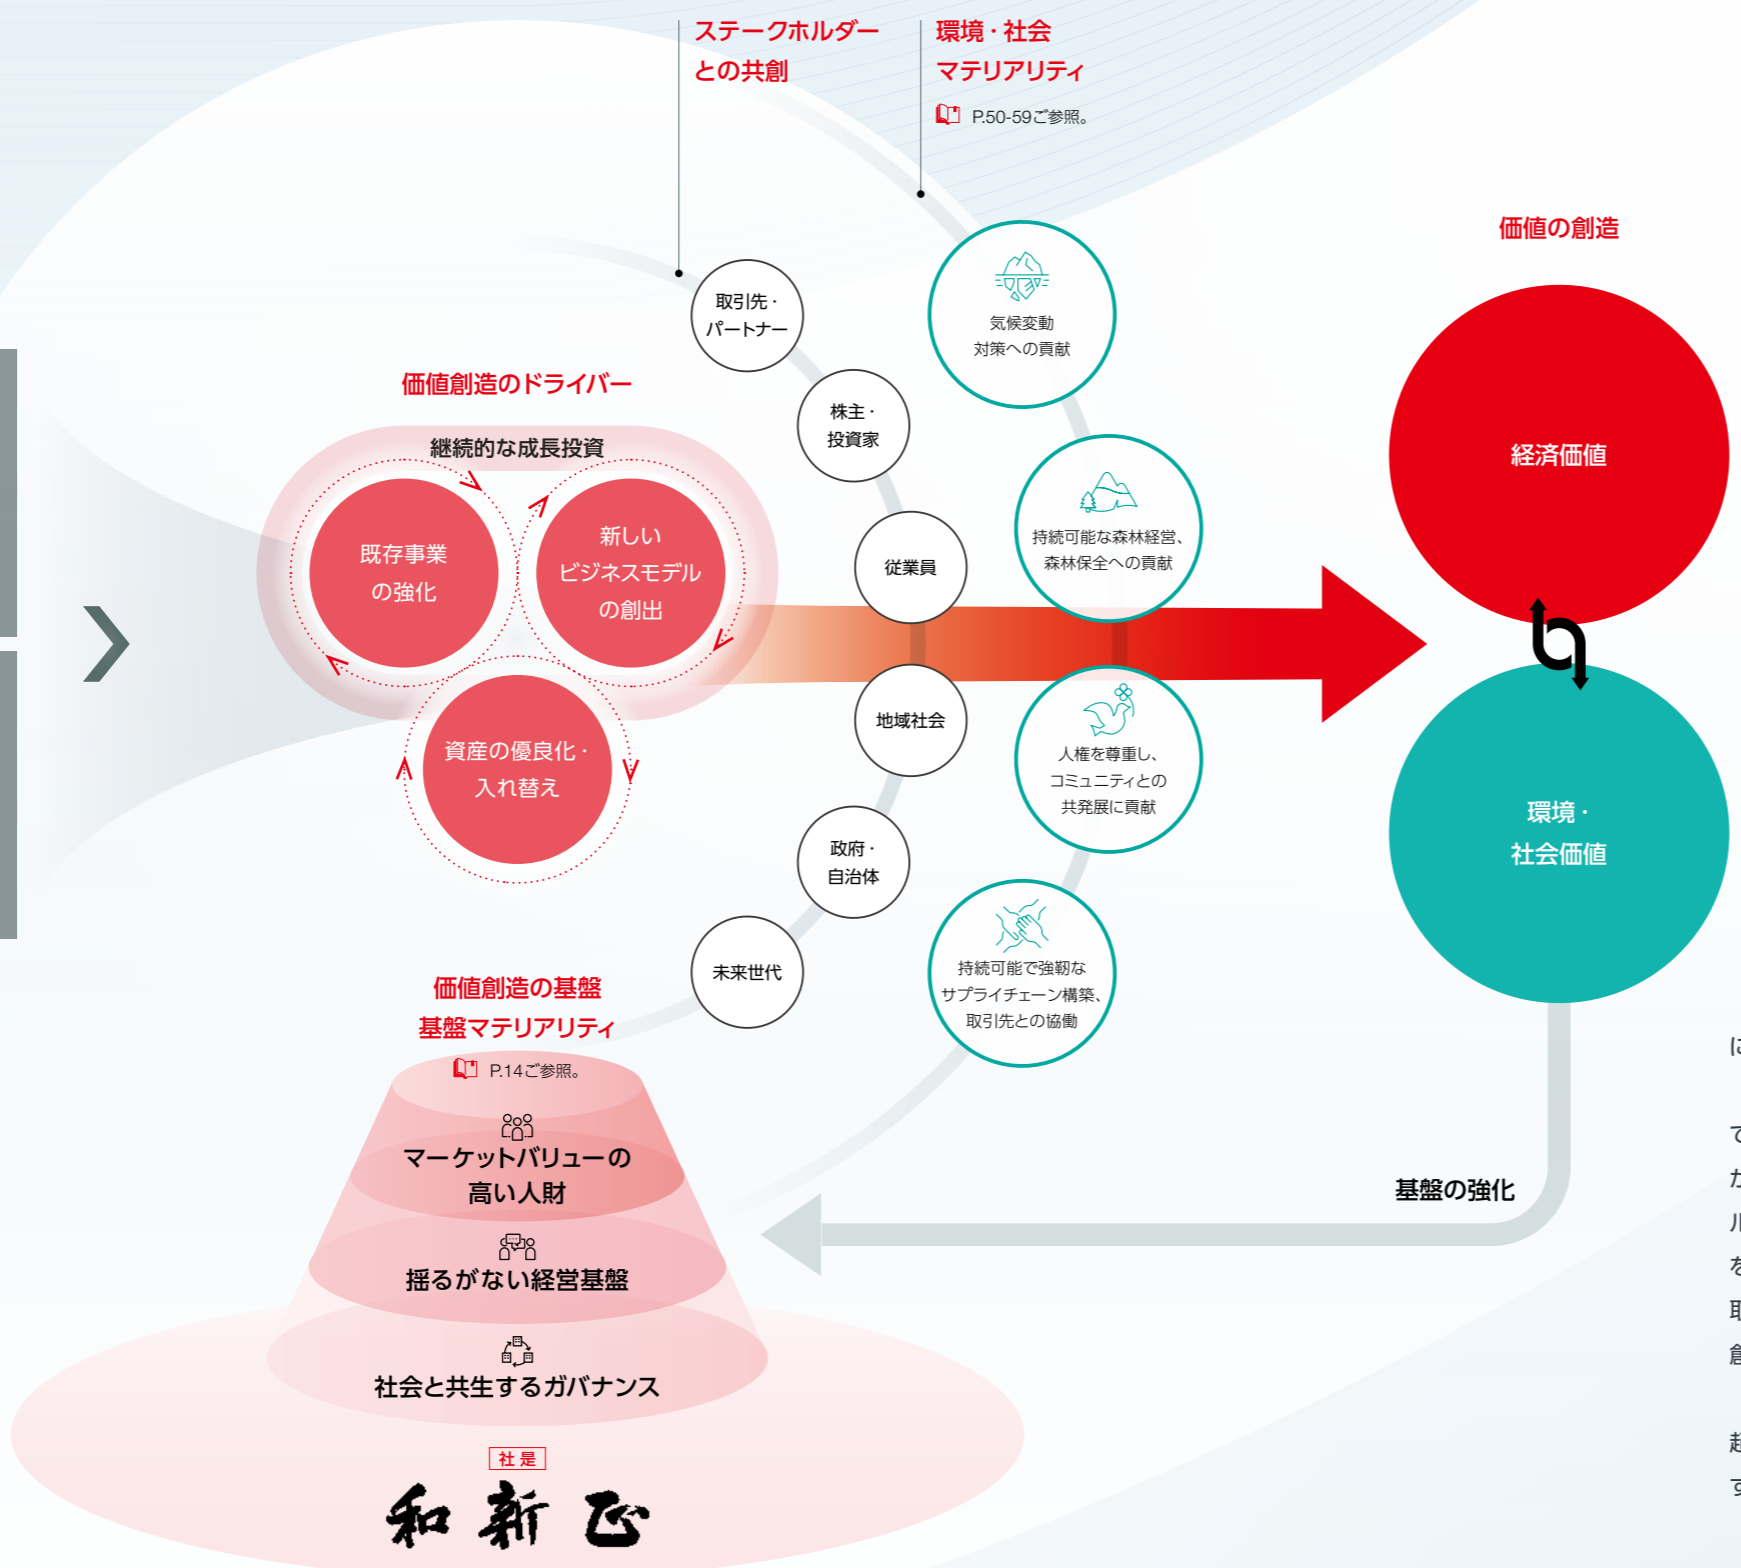 ステークホルダー
との共創
環境・社会
マテリアリティ
P.50-59ご参照。
価値の創造
取引先・
パートナー
株主・
投資家
従業員
地域社会
政府・
自治体
未来世代
気候変動
対策への貢献
持続可能な森林経営、
森林保全への貢献
人権を尊重し、
コミュニティとの
共発展に貢献
持続可能で強靭な
サプライチェーン構築、
取引先との協働
価値創造のドライバー
継続的な成長投資
既存事業
の強化
新しい
ビジネスモデル
の創出
資産の優良化・
入れ替え
経済価値
環境・
社会価値
価値創造の基盤
基盤マテリアリティ
P.14ご参照。
マーケットバリューの
高い人財
揺るがない経営基盤
社会と共生するガバナンス
基盤の強化
社是
和 新 正
に
て
か
ル
を
取
創
走
す